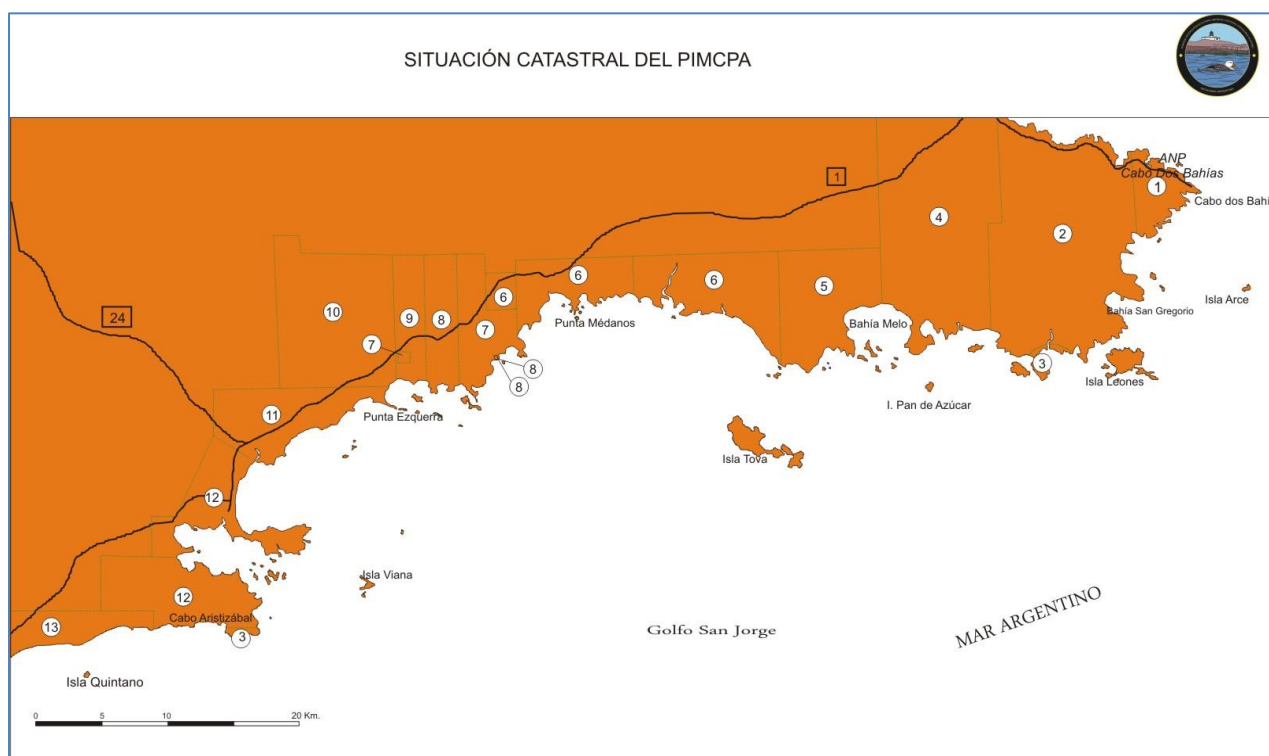 SITUACIÓN CATASTRAL DEL PIMCPA
ANP
Cabo Dos Bahías
1
1
Cabo dos Bahí
4
2
24
10
9
8
6
6
6
5
Isla Arce
Bahía San Gregorio
7
7
Punta Médanos
Bahía Melo
8
8
3
Isla Leones
11
Punta Ezquerra
I. Pan de Azúcar
Isla Tova
12
Isla Viana
12
Cabo Aristizábal
13
3
Golfo San Jorge
MAR ARGENTINO
Isla Quintano
0 5 10 20 Km.